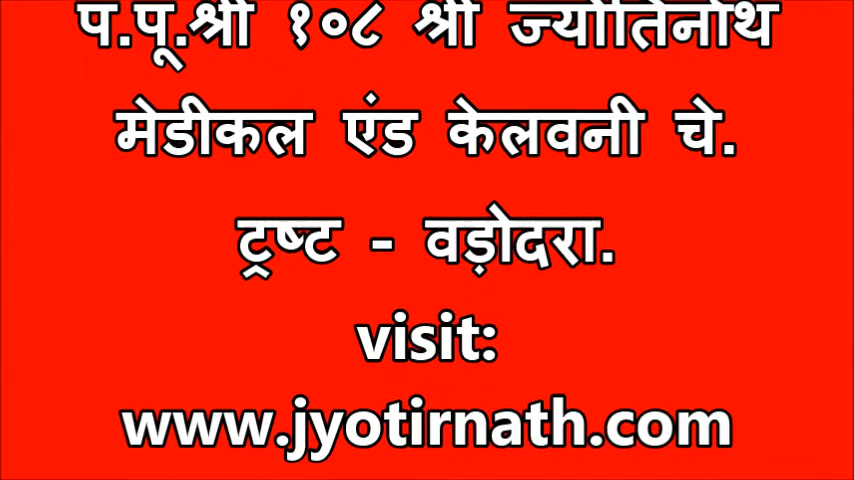 प.पू.श्री १०८ श्री ज्योतिनाथ
मेडीकल एंड केलवनी चे.
ट्रष्ट - वड़ोदरा.
visit:
www.jyotirnath.com